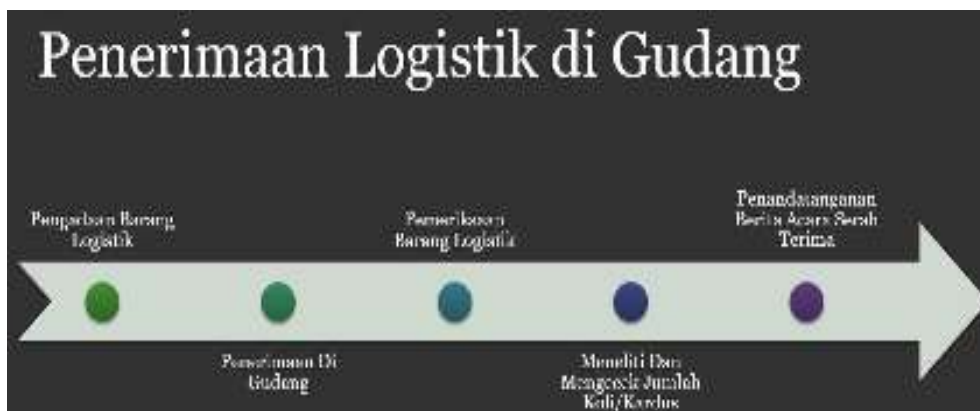 Penerimaan Logistik di Gudang
Pengadaan Barang
Logistik
Penerimaan Di
Gudang
Pemeriksaan
Barang Logistik
Meneliti Dan
Mengecek Jumlah
Koli/Kardus
Penandatanganan
Berita Acara Serah
Terima